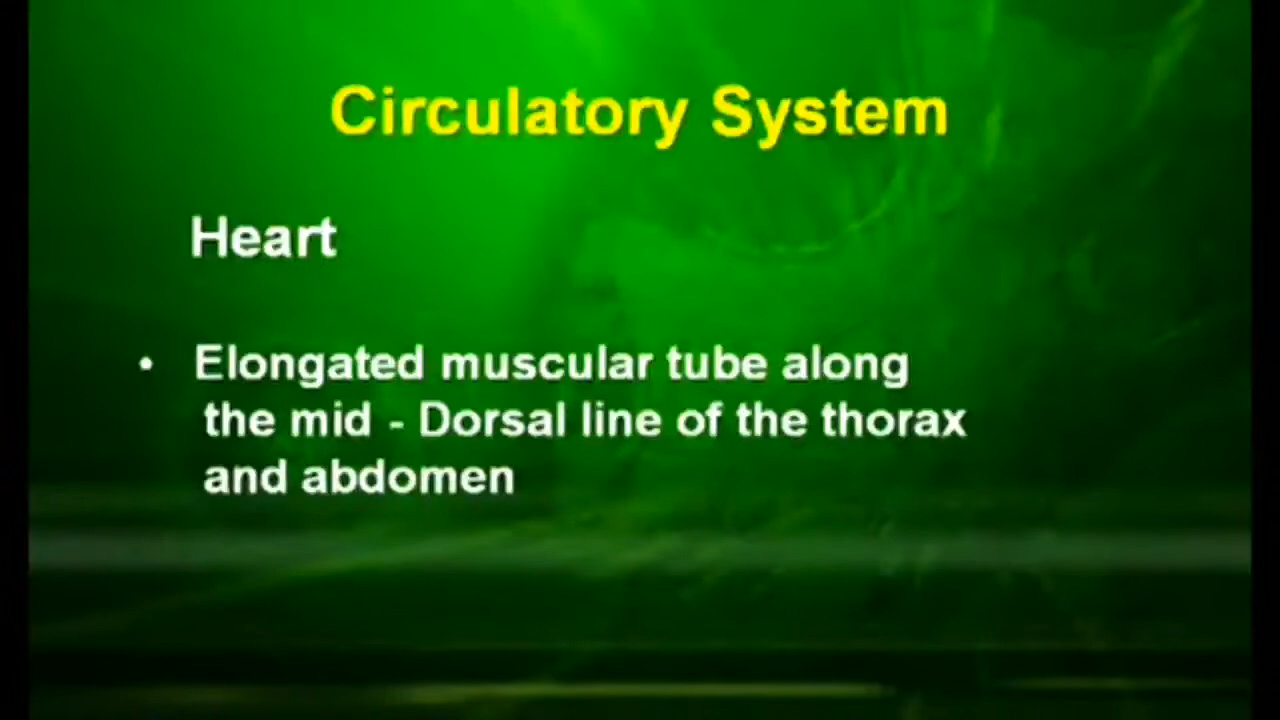 Circulatory System
Heart
• Elongated muscular tube along
the mid - Dorsal line of the thorax
and abdomen